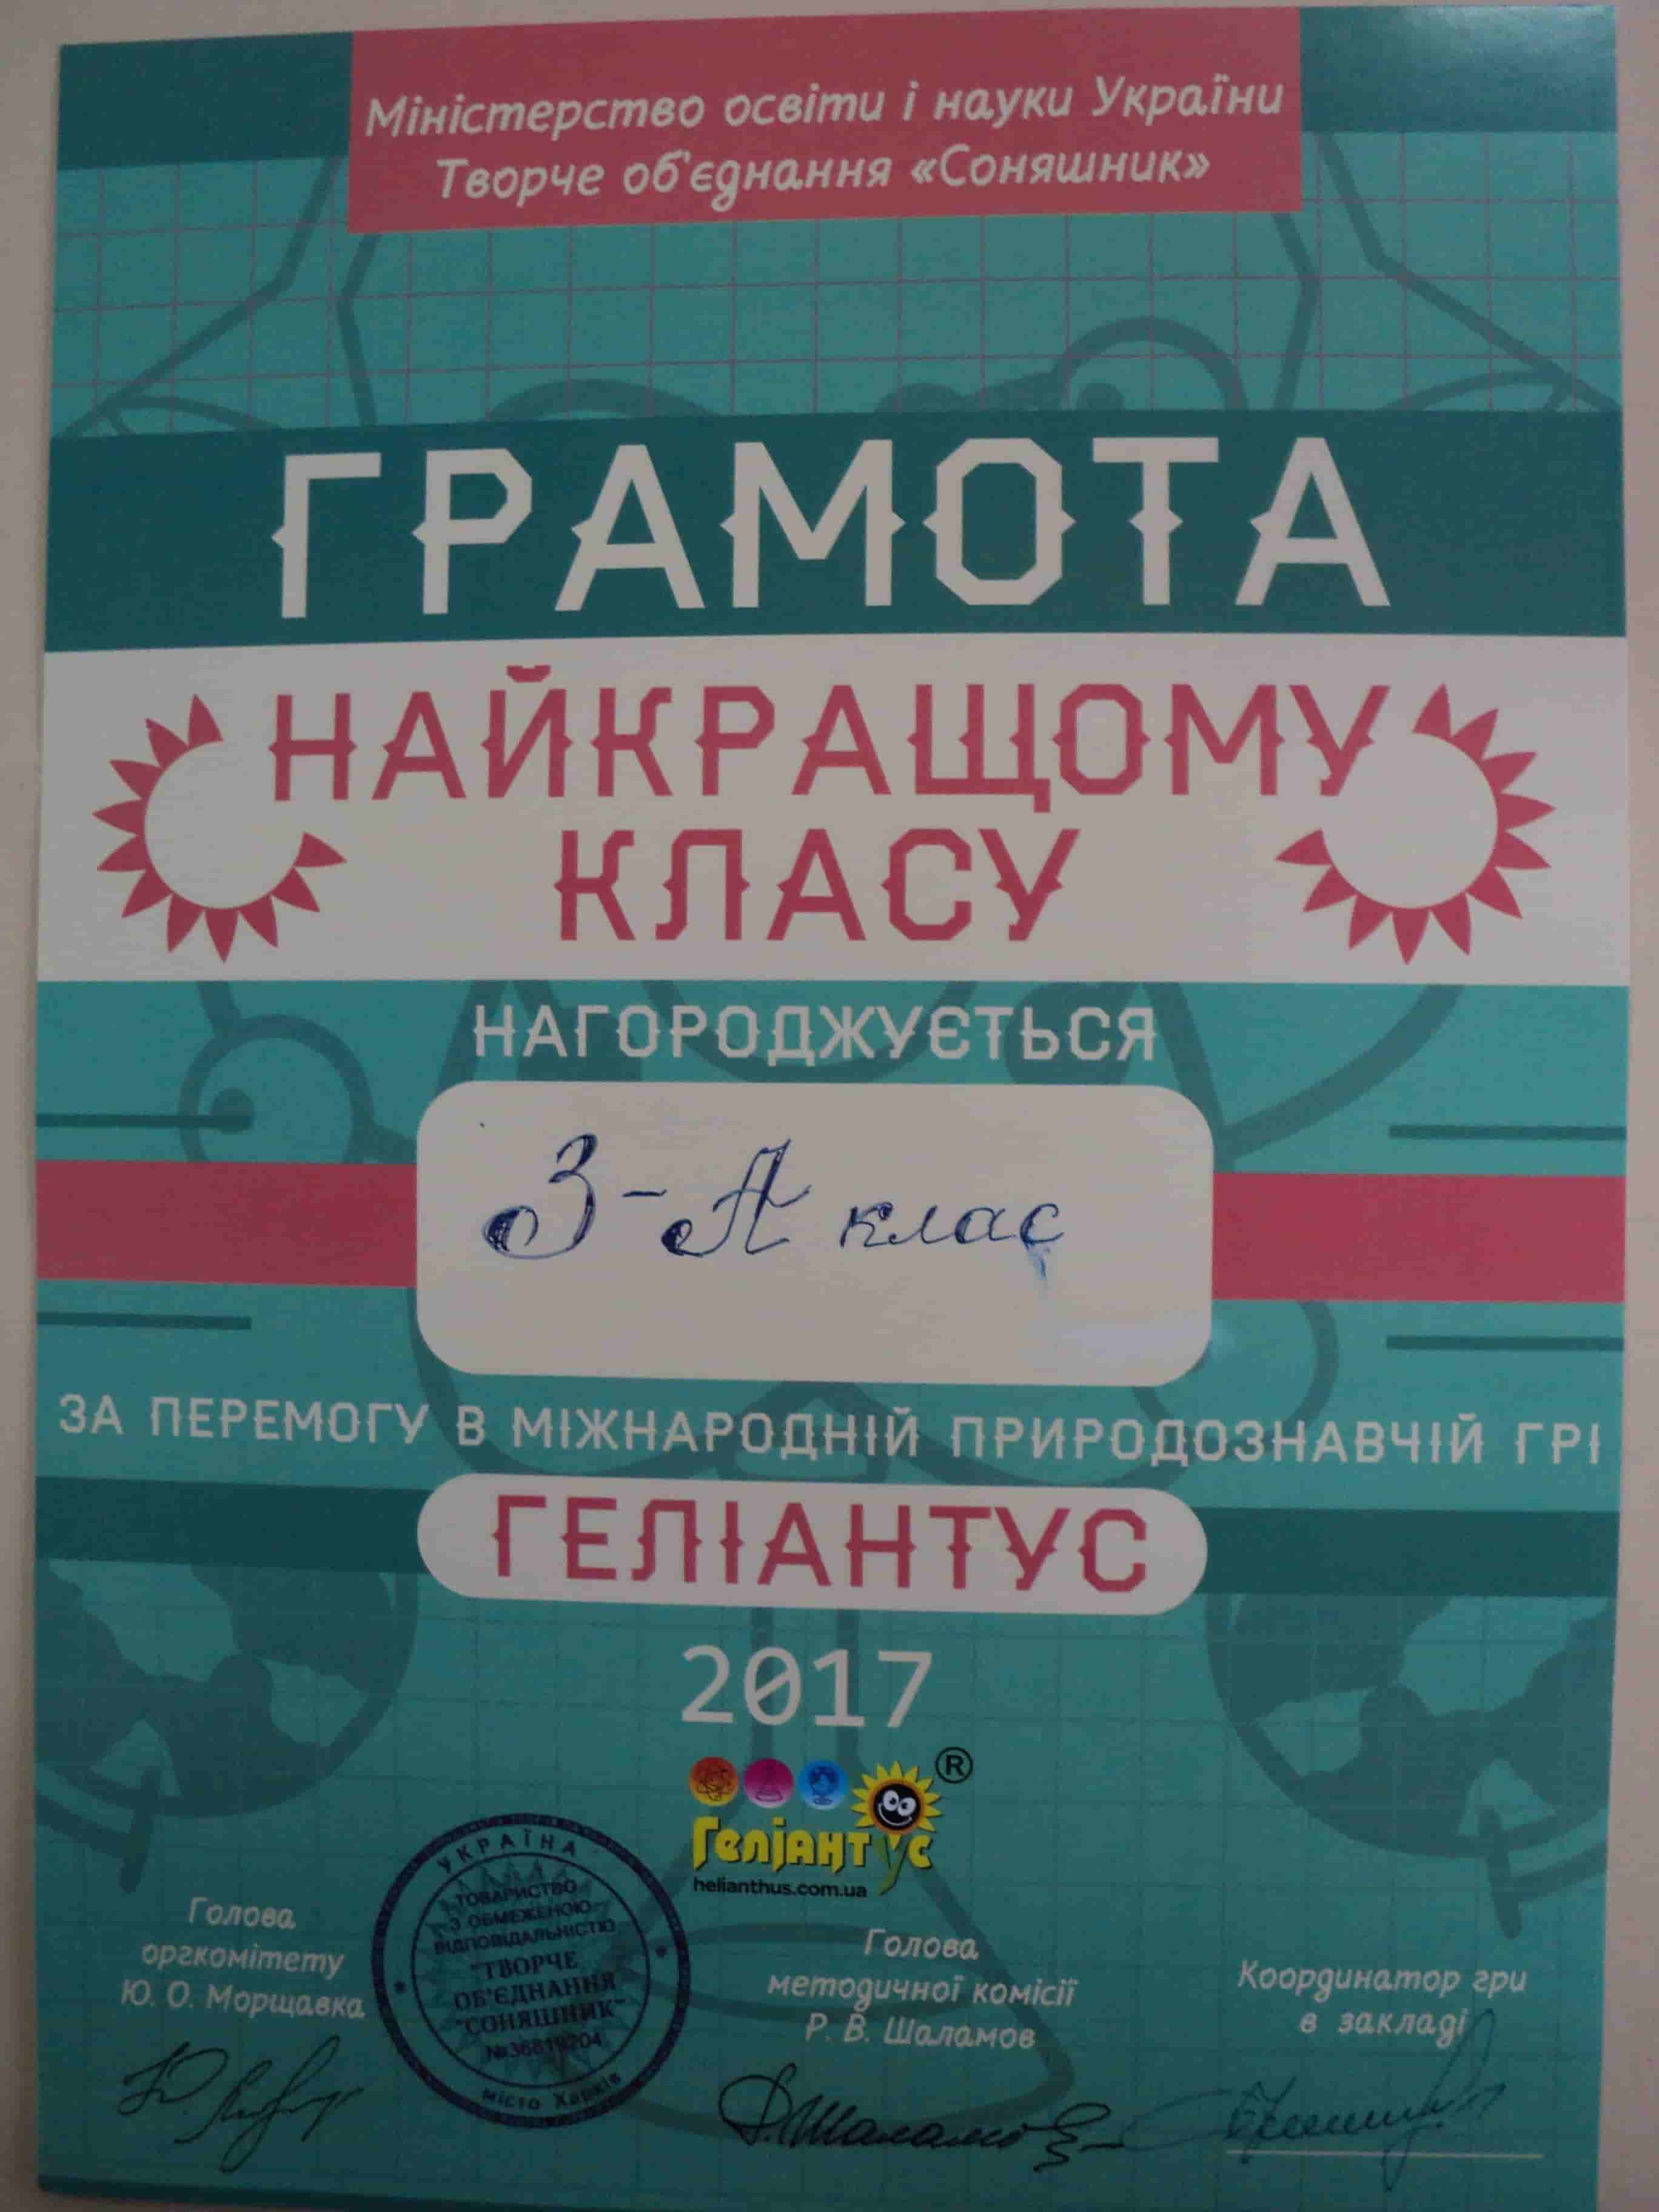 Міністерство освіти і науки України
Творче об'єднання «Соняшник»
ГРАМОТА
НАЙКРАЩОМУ
КЛАСУ
НАГОРОДЖУЄТЬСЯ
3-А клас
ЗА ПЕРЕМОГУ В МІЖНАРОДНІЙ ПРИРОДОЗНАВЧІЙ ГРІ
ГЕЛІАНТУС
2017
Геліантус ®
helianthus.com.ua
Голова
оргкомітету
Ю. О. Морщавка
УКРАЇНА
ТОВАРИСТВО
З ОБМЕЖЕНОЮ
ВІДПОВІДАЛЬНІСТЮ
"ТВОРЧЕ
ОБ'ЄДНАННЯ
"СОНЯШНИК"
№36819204
місто Харків
Голова
методичної комісії
Р. В. Шаламов
Координатор гри
в закладі